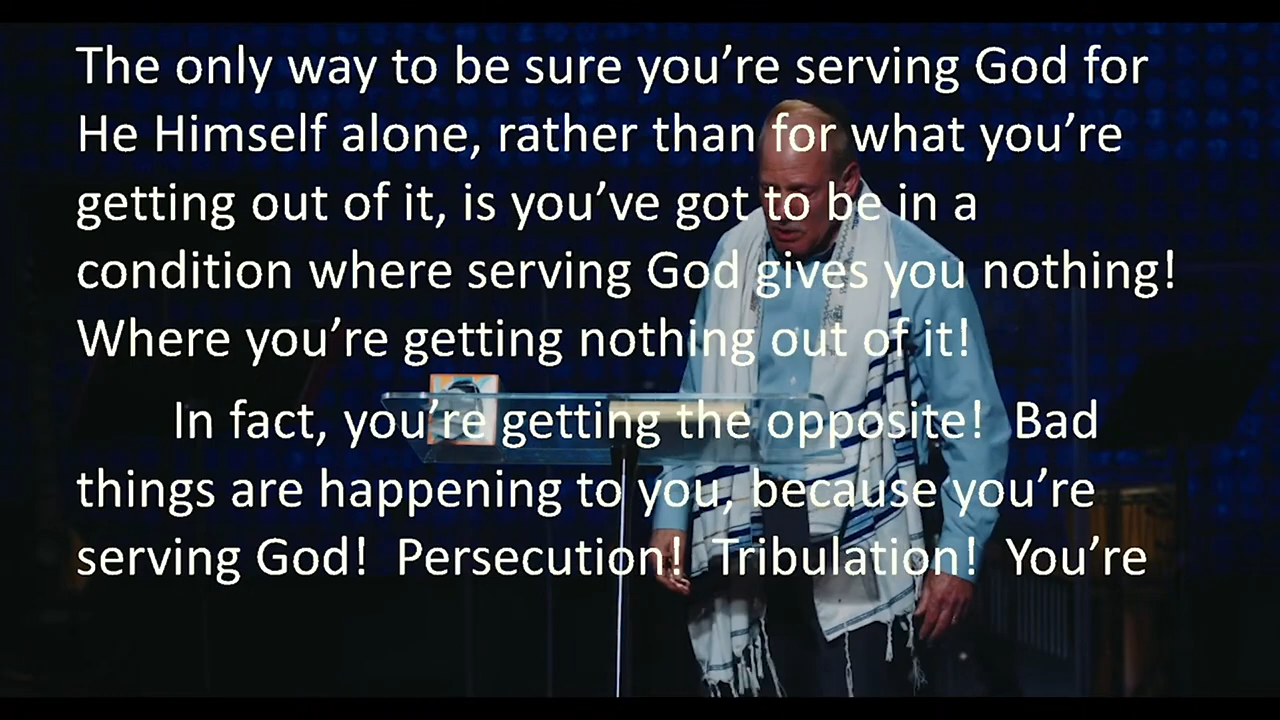 The only way to be sure you’re serving God for
He Himself alone, rather than for what you’re
getting out of it, is you’ve got to be in a
condition where serving God gives you nothing!
Where you’re getting nothing out of it!
In fact, you’re getting the opposite!  Bad
things are happening to you, because you’re
serving God!  Persecution!  Tribulation!  You’re